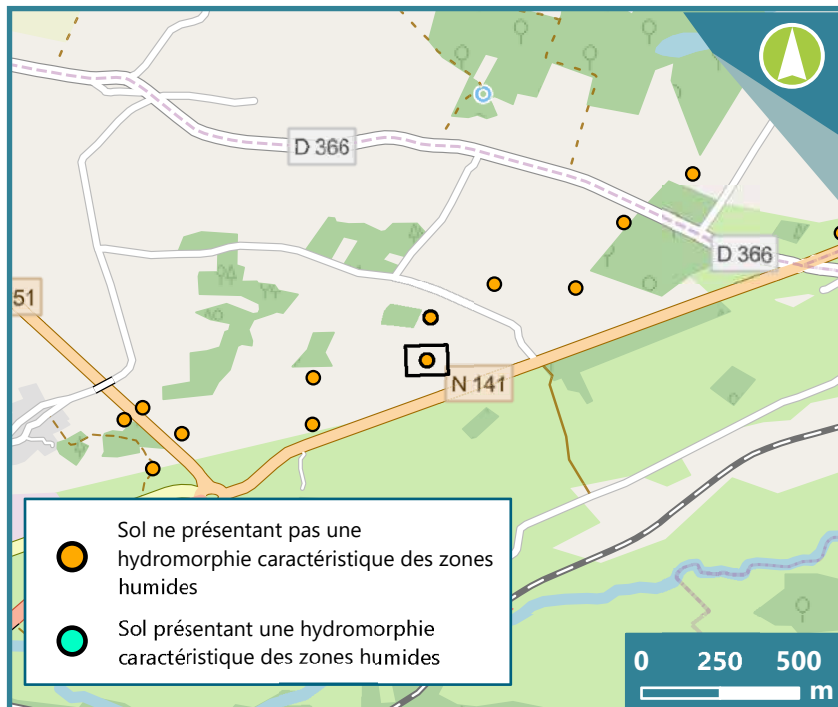 D 366
D 366
51
N 141
Sol ne présentant pas une
hydromorphie caractéristique des zones
humides
Sol présentant une hydromorphie
caractéristique des zones humides
0 250 500
m